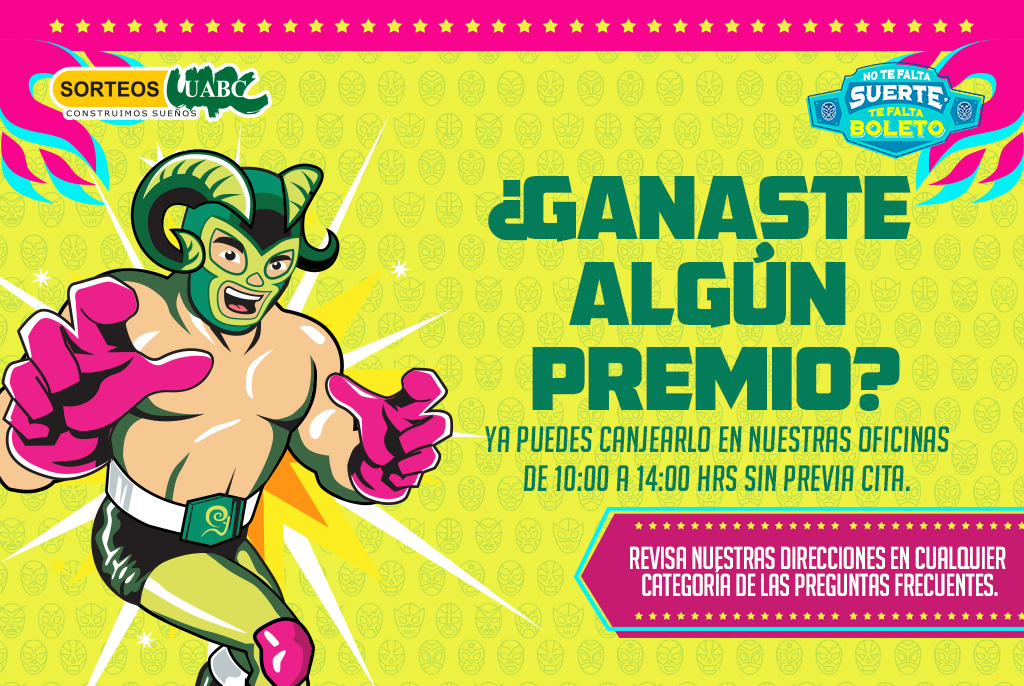 SORTEOS UABC
CONSTRUIMOS SUEÑOS
NO TE FALTA
SUERTE,
TE FALTA
BOLETO
¿GANASTE
ALGÚN
PREMIO?
YA PUEDES CANJEARLO EN NUESTRAS OFICINAS
DE 10:00 A 14:00 HRS SIN PREVIA CITA.
REVISA NUESTRAS DIRECCIONES EN CUALQUIER
CATEGORÍA DE LAS PREGUNTAS FRECUENTES.